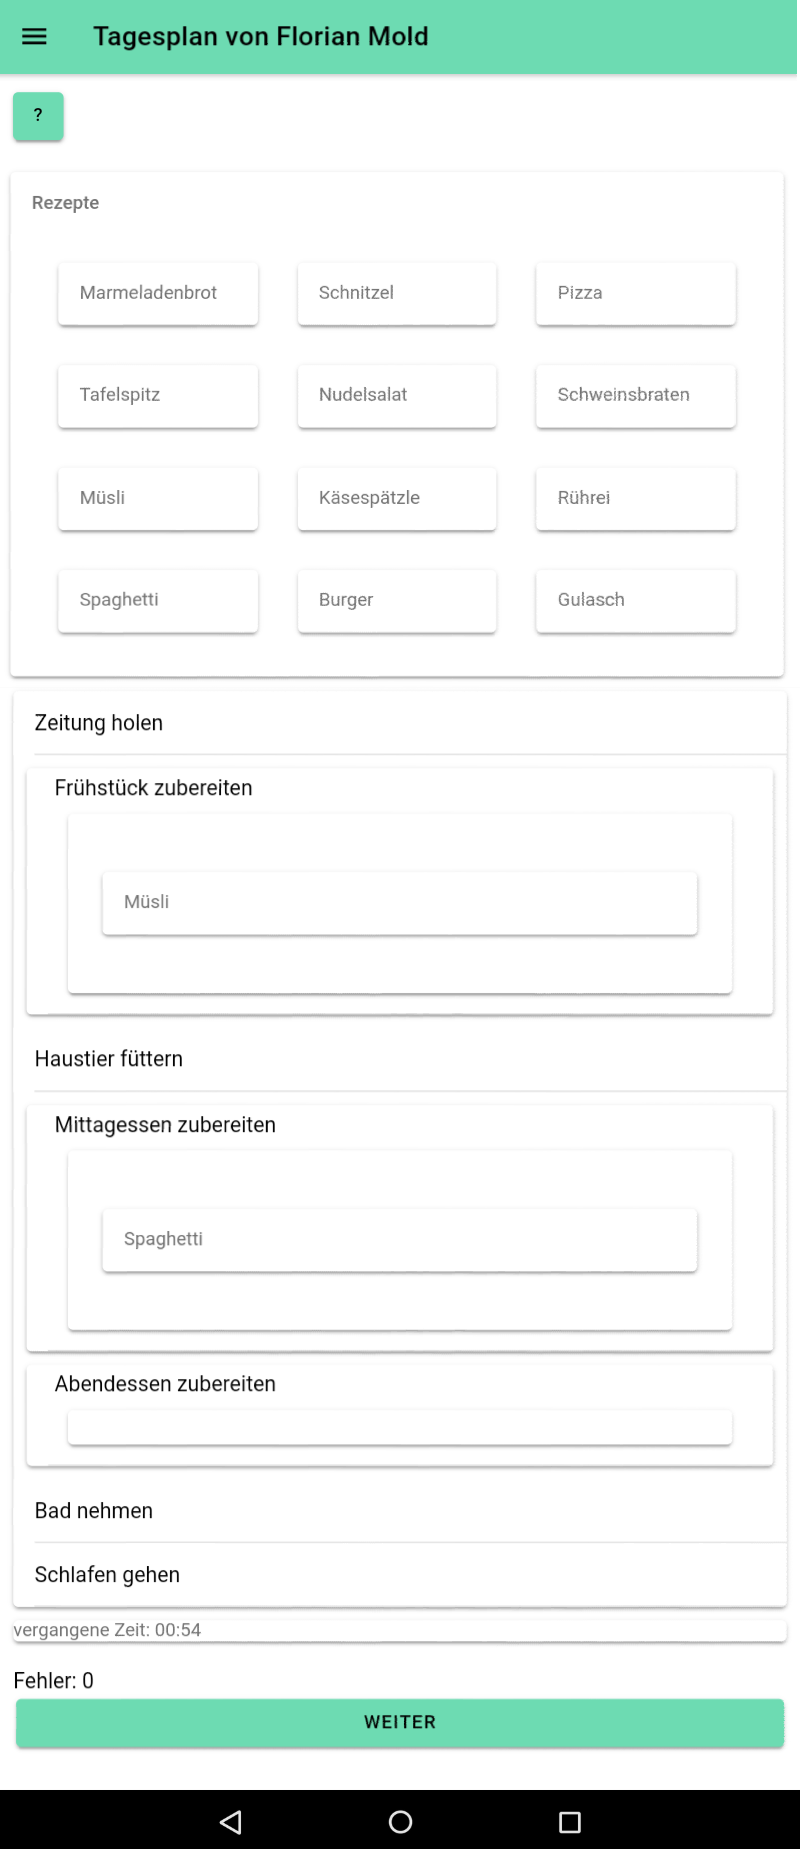 Tagesplan von Florian Mold
?
Rezepte
Marmeladenbrot Schnitzel Pizza
Tafelspitz Nudelsalat Schweinsbraten
Müsli Käsespätzle Rührei
Spaghetti Burger Gulasch
Zeitung holen
Frühstück zubereiten
Müsli
Haustier füttern
Mittagessen zubereiten
Spaghetti
Abendessen zubereiten
Bad nehmen
Schlafen gehen
vergangene Zeit: 00:54
Fehler: 0
WEITER